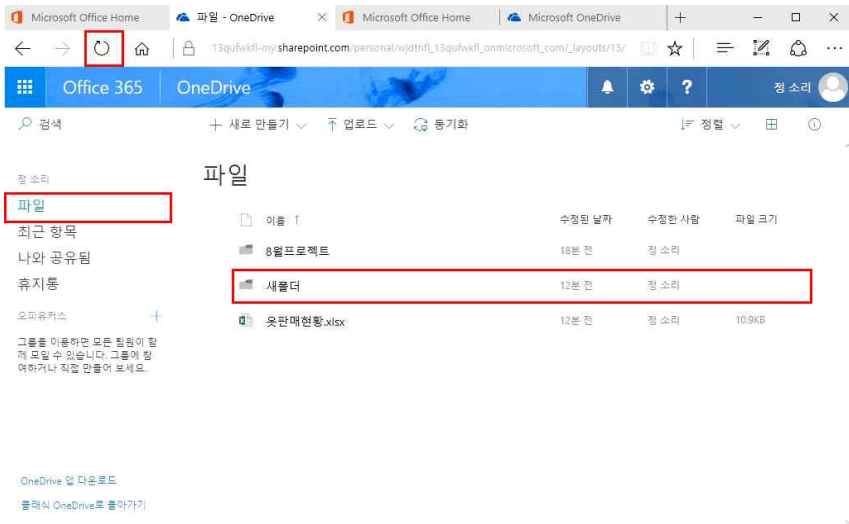 Microsoft Office Home
파일 - OneDrive
Microsoft Office Home
Microsoft OneDrive
13qufwkfl-my.sharepoint.com/personal/wjdthfl_13qufwkfl_onmicrosoft_com/_layouts/15/
Office 365
OneDrive
?
정 소리
검색
새로 만들기
업로드
동기화
정렬
정 소리
파일
최근 항목
나와 공유됨
휴지통
오피유커스
그룹을 이용하면 모든 팀원이 함
께 모일 수 있습니다. 그룹에 참
여하거나 직접 만들어 보세요.
OneDrive 앱 다운로드
클래식 OneDrive로 돌아가기
파일
이름 ↑ 수정된 날짜 수정한 사람 파일 크기
8월프로젝트 18분 전 정 소리
새폴더 12분 전 정 소리
옷판매현황.xlsx 12분 전 정 소리 10.9KB